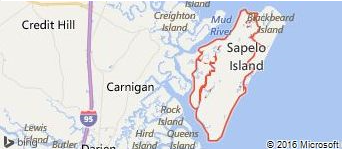 Creighton
Island
Mud
River
Blackbeard
Island
Credit Hill
Sapelo
Island
Carnigan
95
Rock
Island
Lewis
Island
Butler
Darien
Hird
Island
Queens
Island
bing
© 2016 Microsoft